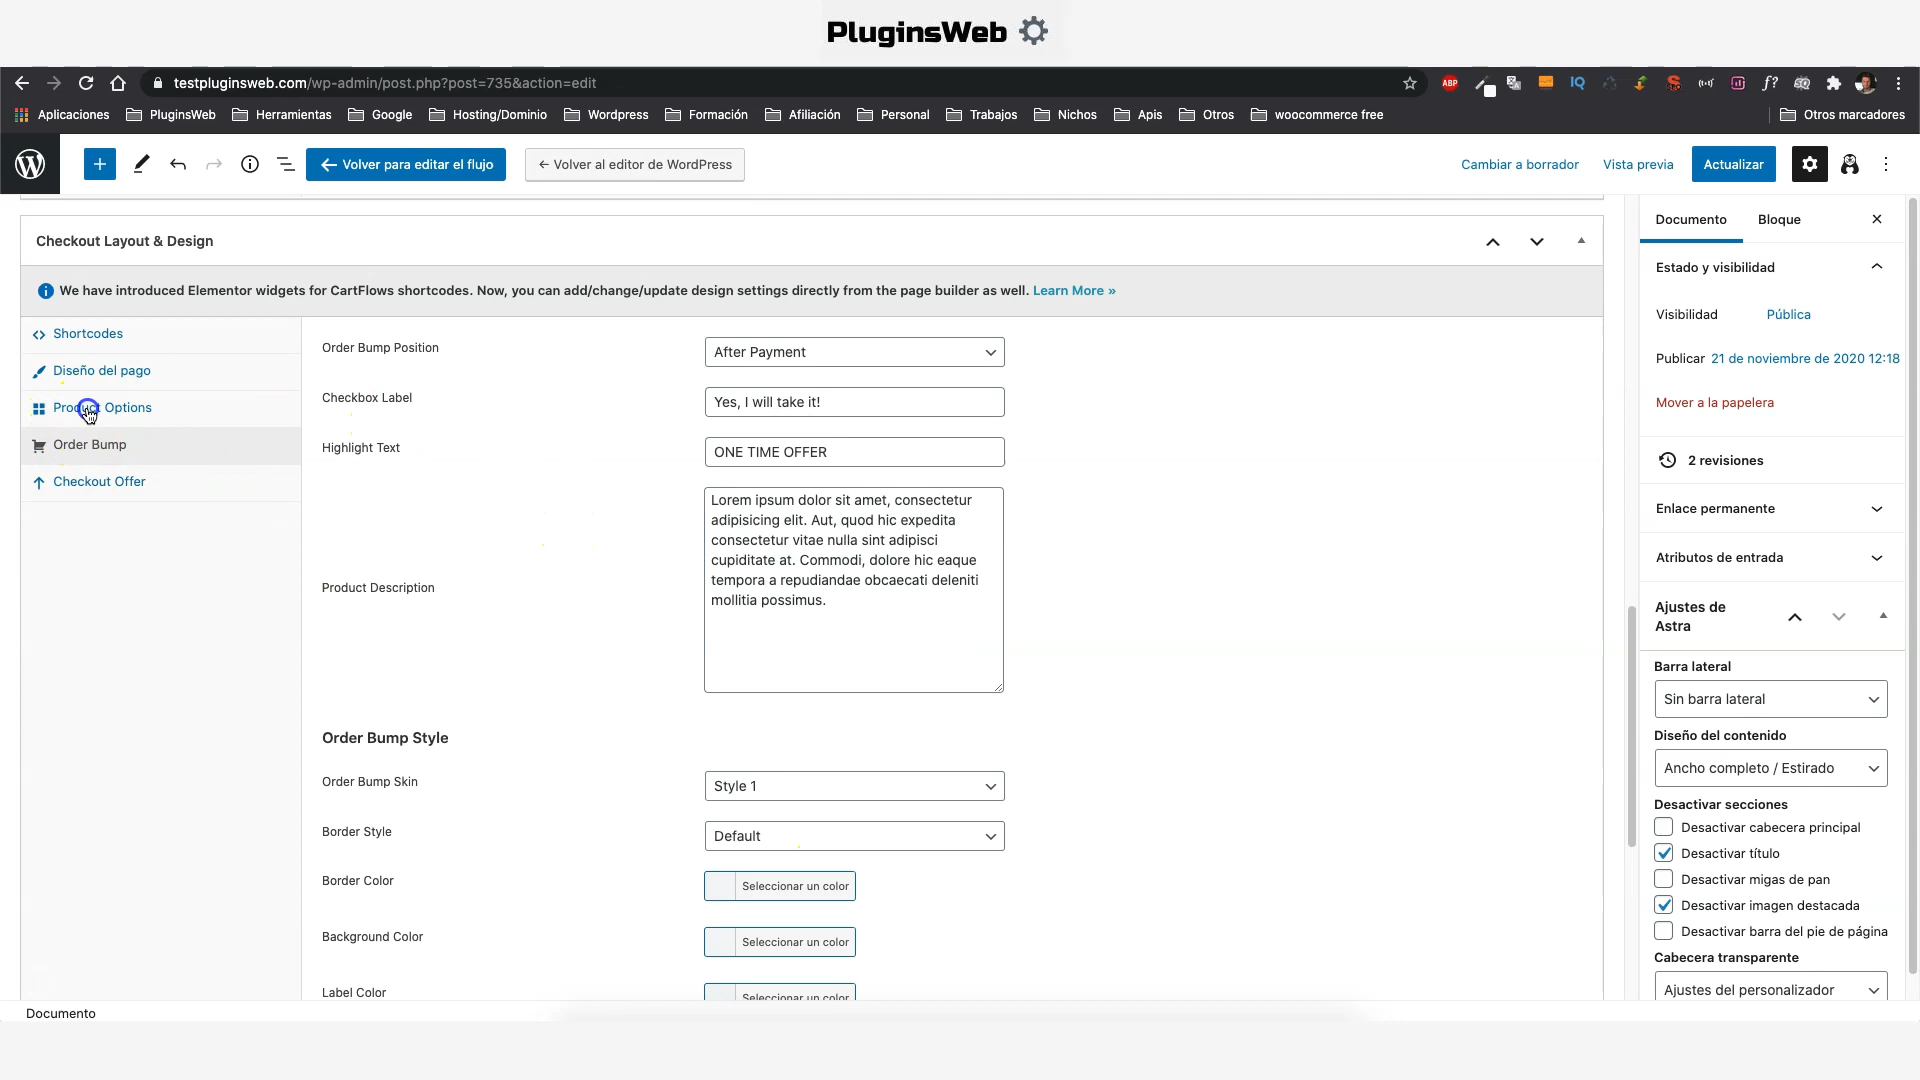 PluginsWeb
testpluginsweb.com/wp-admin/post.php?post=735&action=edit
ABP
IQ
f?
Aplicaciones PluginsWeb Herramientas Google Hosting/Dominio Wordpress Formación Afiliación Personal Trabajos Nichos Apis Otros woocommerce free Otros marcadores
← Volver para editar el flujo ← Volver al editor de WordPress Cambiar a borrador Vista previa Actualizar
Checkout Layout & Design
We have introduced Elementor widgets for CartFlows shortcodes. Now, you can add/change/update design settings directly from the page builder as well. Learn More »
Shortcodes
Diseño del pago
Product Options
Order Bump
Checkout Offer
Order Bump Position After Payment
Checkbox Label Yes, I will take it!
Highlight Text ONE TIME OFFER
Product Description
Lorem ipsum dolor sit amet, consectetur
adipisicing elit. Aut, quod hic expedita
consectetur vitae nulla sint adipisci
cupiditate at. Commodi, dolore hic eaque
tempora a repudiandae obcaecati deleniti
mollitia possimus.
Order Bump Style
Order Bump Skin Style 1
Border Style Default
Border Color Seleccionar un color
Background Color Seleccionar un color
Label Color Seleccionar un color
Documento Bloque
Estado y visibilidad
Visibilidad Pública
Publicar 21 de noviembre de 2020 12:18
Mover a la papelera
2 revisiones
Enlace permanente
Atributos de entrada
Ajustes de
Astra
Barra lateral
Sin barra lateral
Diseño del contenido
Ancho completo / Estirado
Desactivar secciones
Desactivar cabecera principal
Desactivar título
Desactivar migas de pan
Desactivar imagen destacada
Desactivar barra del pie de página
Cabecera transparente
Ajustes del personalizador
Documento